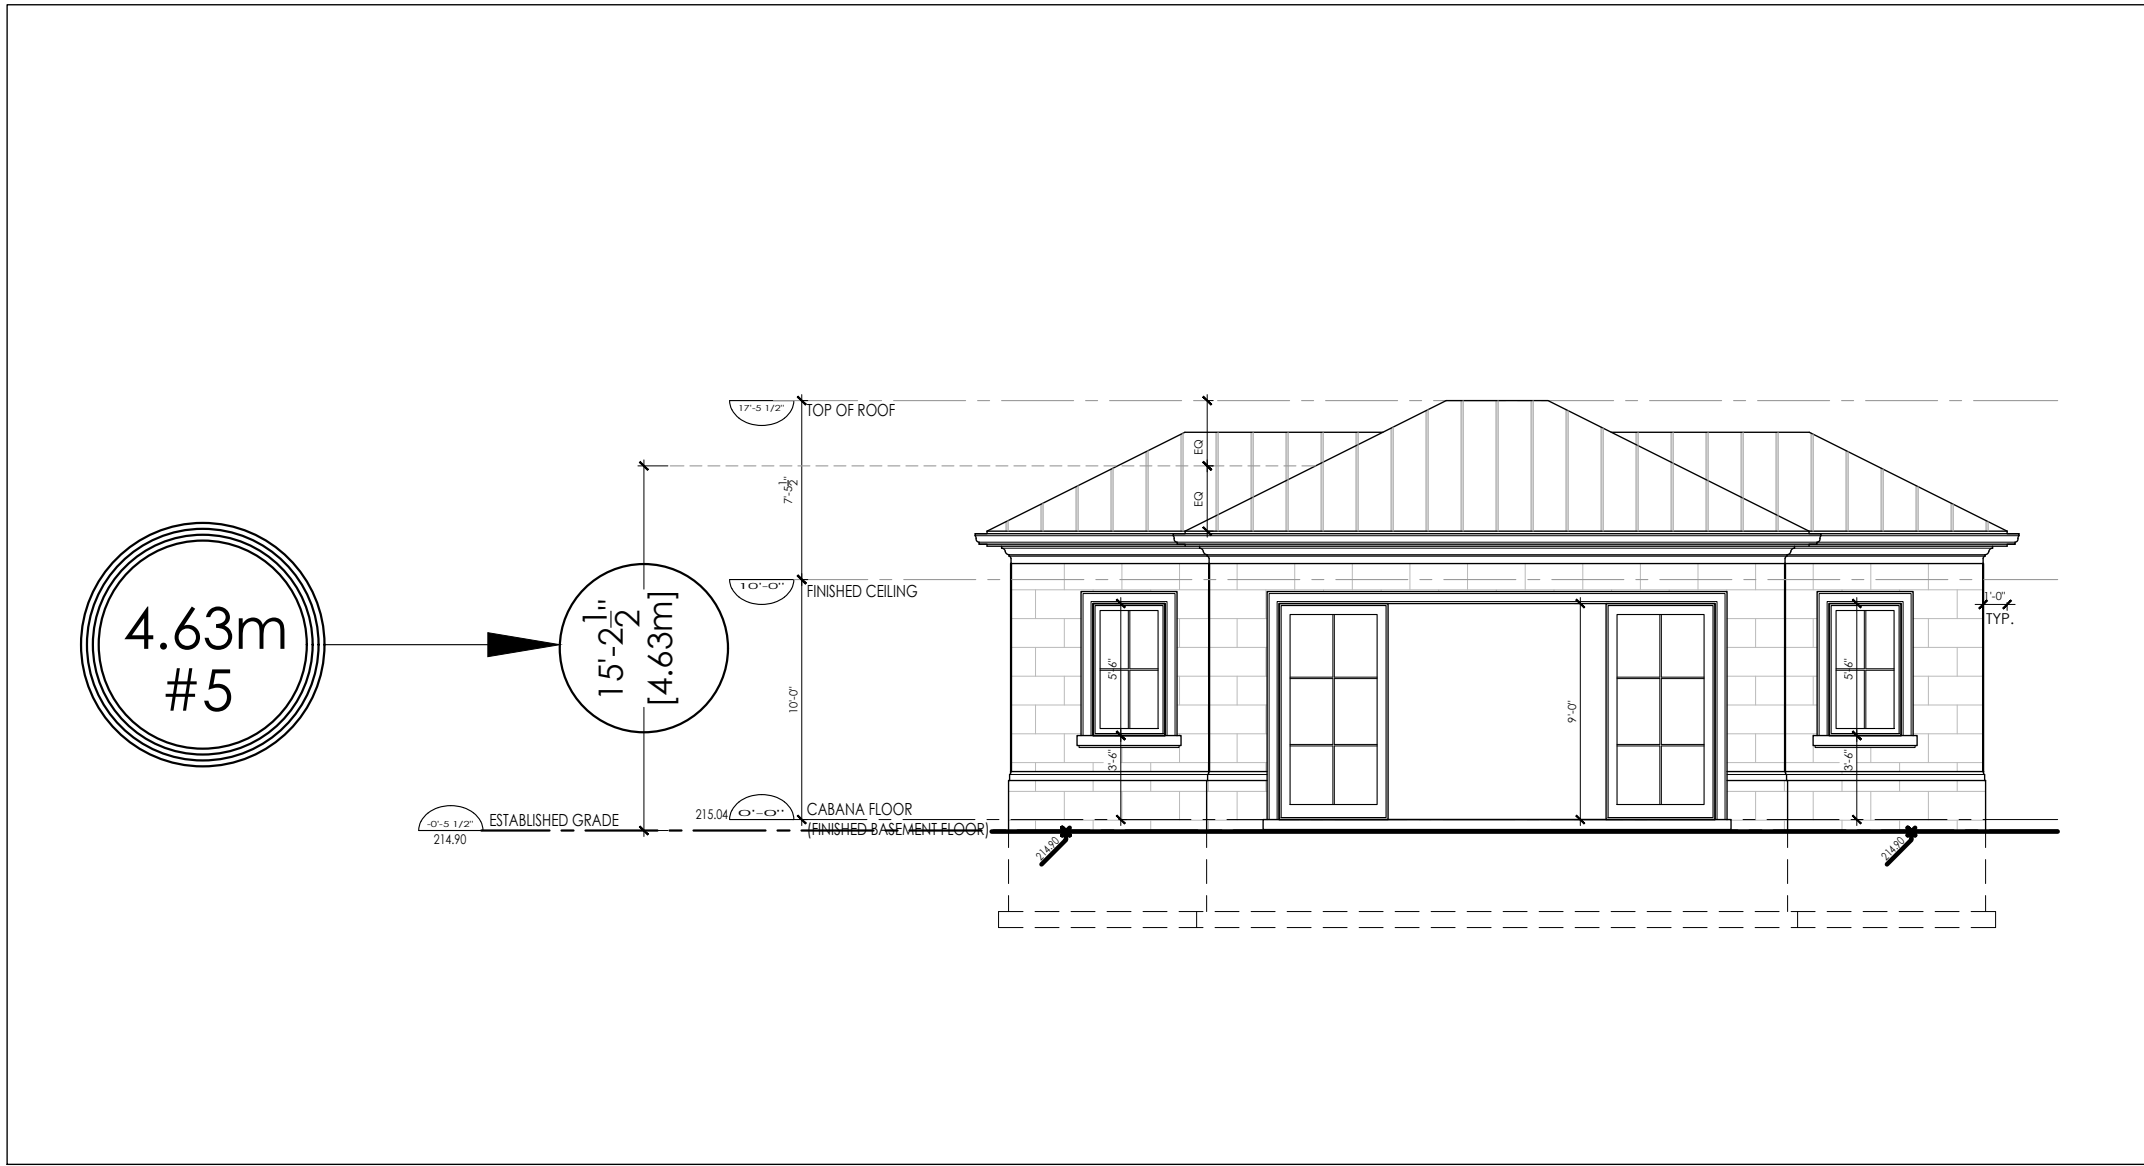 17'-5 1/2"
TOP OF ROOF
EQ
EQ
7'-5 1/2"
10'-0"
FINISHED CEILING
4.63m
#5
15'-2 1/2"
[4.63m]
1'-0"
TYP.
5'-6"
5'-6"
10'-0"
9'-0"
3'-6"
3'-6"
215.04
0'-0"
CABANA FLOOR
(FINISHED BASEMENT FLOOR)
-0'-5 1/2"
ESTABLISHED GRADE
214.90
214.90
214.90